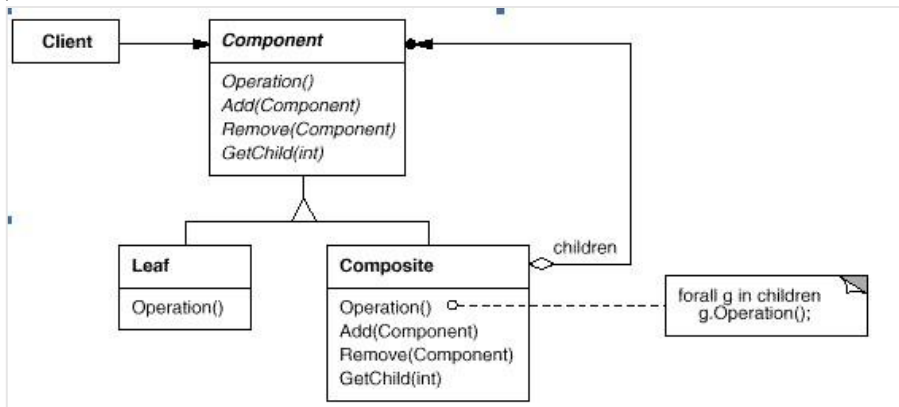 Client
Component
Operation()
Add(Component)
Remove(Component)
GetChild(int)
Leaf
Operation()
Composite
Operation()
Add(Component)
Remove(Component)
GetChild(int)
children
forall g in children
g.Operation();